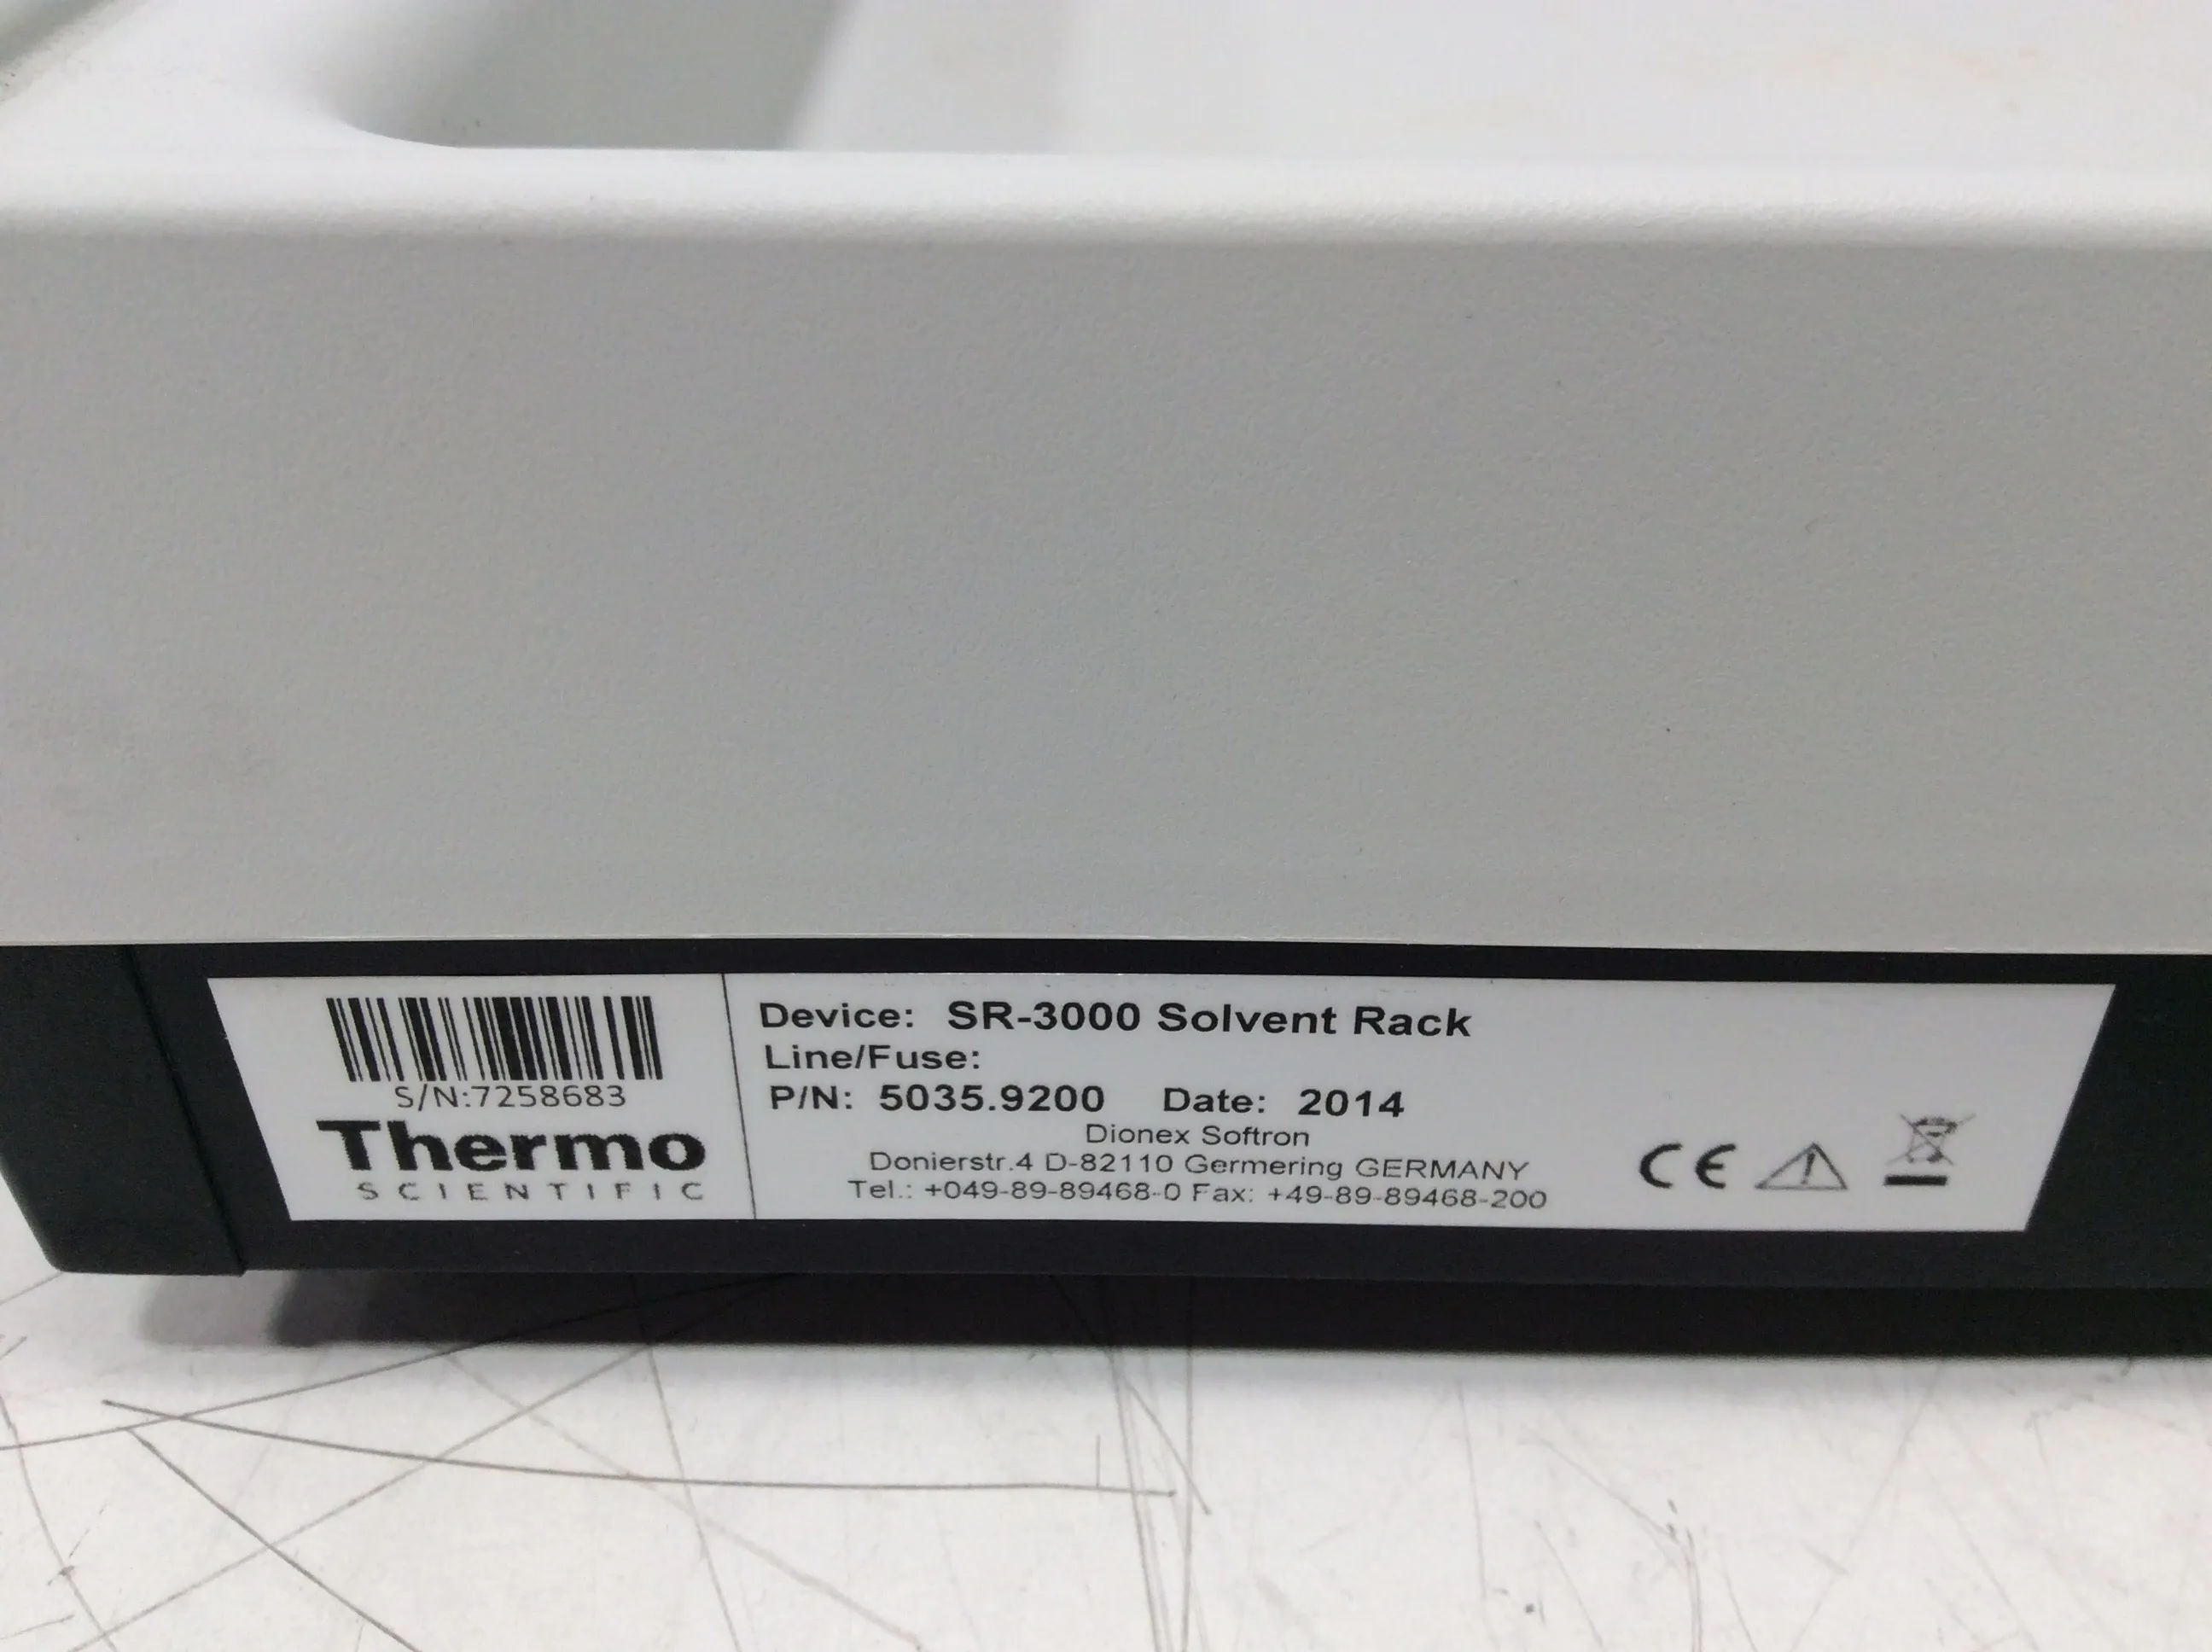 S/N:7258683
Thermo
SCIENTIFIC
Device: SR-3000 Solvent Rack
Line/Fuse:
P/N: 5035.9200 Date: 2014
Dionex Softron
Donierstr.4 D-82110 Germering GERMANY
Tel.: +049-89-89468-0 Fax: +49-89-89468-200
CE